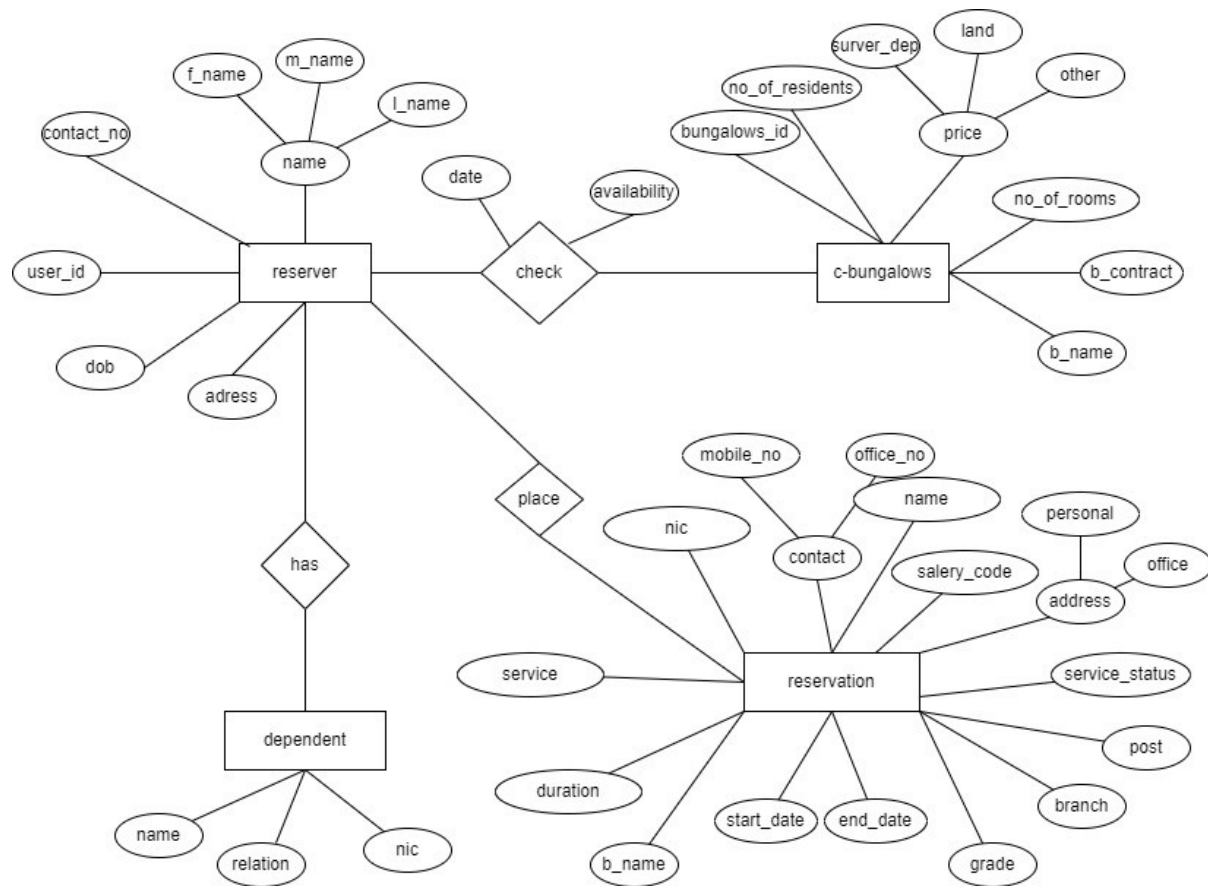 surver_dep
land
other
m_name
f_name
l_name
no_of_residents
contact_no
bungalows_id
price
name
date
availability
no_of_rooms
user_id
reserver
check
c-bungalows
b_contract
dob
adress
b_name
mobile_no
office_no
place
name
personal
nic
contact
has
salery_code
office
address
service
reservation
service_status
dependent
post
duration
start_date
end_date
branch
name
relation
nic
b_name
grade